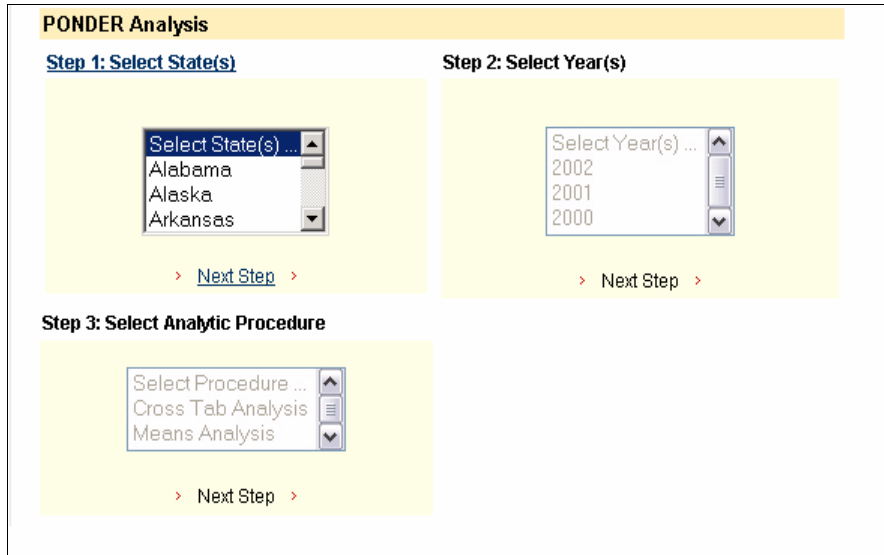 PONDER Analysis
Step 1: Select State(s)
Select State(s) ...
Alabama
Alaska
Arkansas
> Next Step >
Step 2: Select Year(s)
Select Year(s) ...
2002
2001
2000
> Next Step >
Step 3: Select Analytic Procedure
Select Procedure ...
Cross Tab Analysis
Means Analysis
> Next Step >